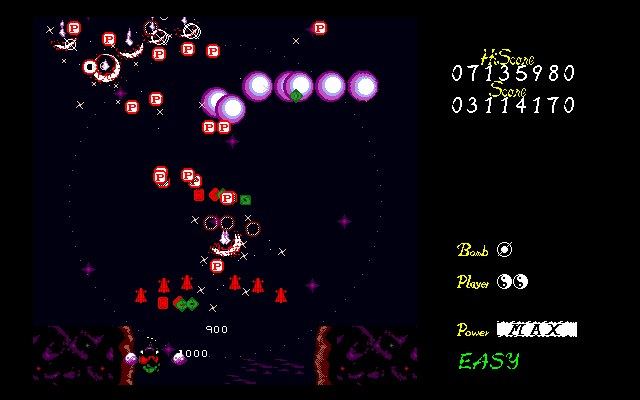 HiScore
07135980
Score
03114170
P P P P P P P
P P
P P
P P P
P
P
Bomb
Player
900
Power MAX
1000
EASY